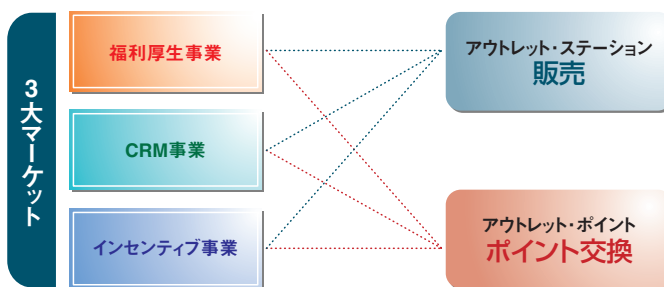 3大マーケット
福利厚生事業
CRM事業
インセンティブ事業
アウトレット・ステーション
販売
アウトレット・ポイント
ポイント交換